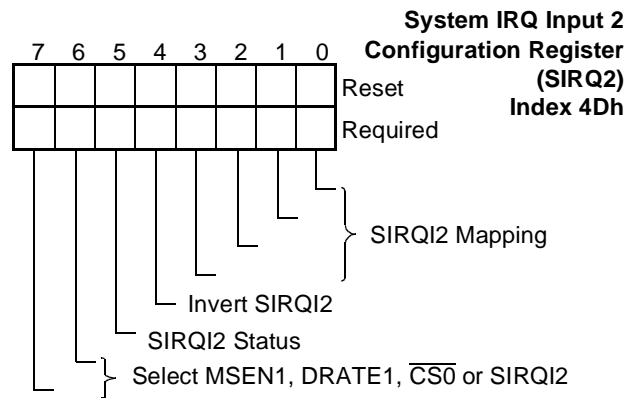 System IRQ Input 2
Configuration Register
(SIRQ2)
Index 4Dh
7 6 5 4 3 2 1 0
Reset
Required
SIRQI2 Mapping
Invert SIRQI2
SIRQI2 Status
Select MSEN1, DRATE1, C̅S̅0̅ or SIRQI2